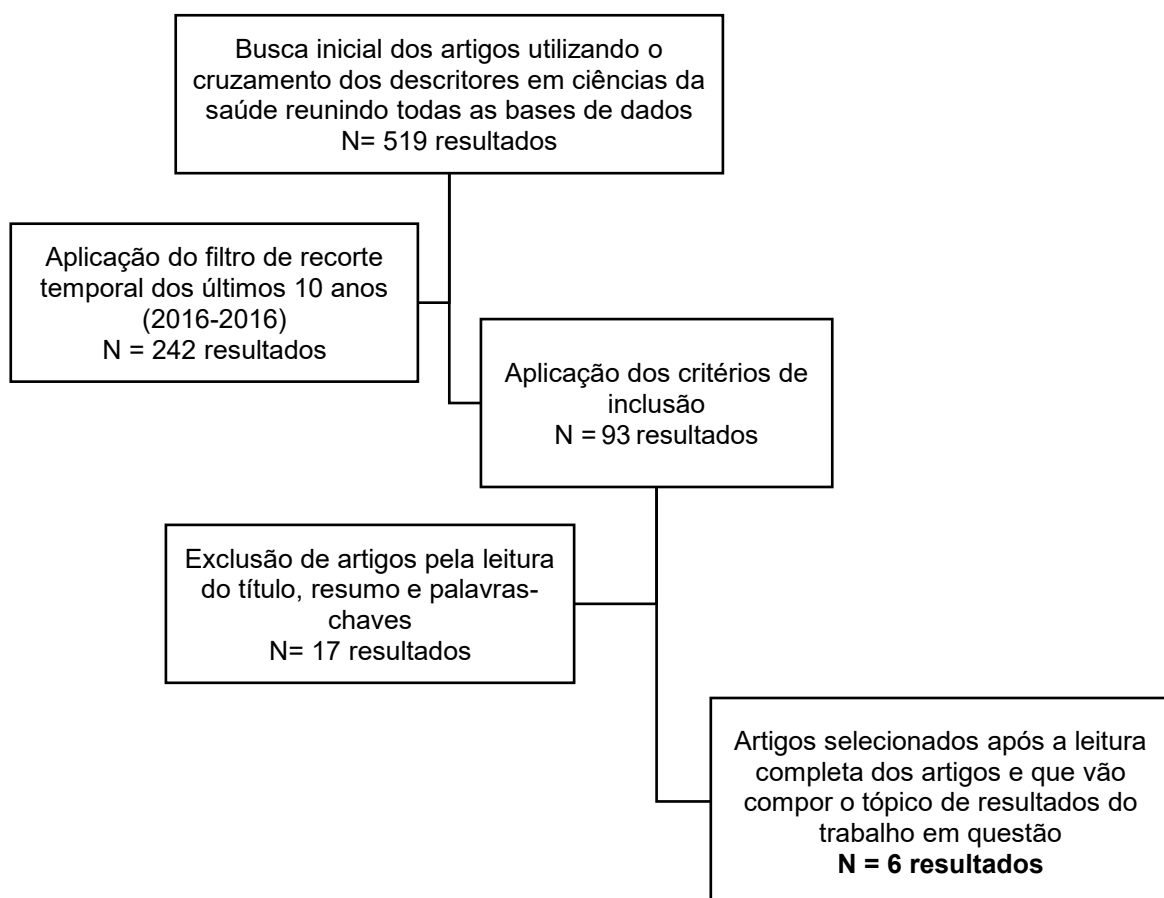 Busca inicial dos artigos utilizando o
cruzamento dos descritores em ciências da
saúde reunindo todas as bases de dados
N= 519 resultados
Aplicação do filtro de recorte
temporal dos últimos 10 anos
(2016-2016)
N = 242 resultados
Aplicação dos critérios de
inclusão
N = 93 resultados
Exclusão de artigos pela leitura
do título, resumo e palavras-
chaves
N= 17 resultados
Artigos selecionados após a leitura
completa dos artigos e que vão
compor o tópico de resultados do
trabalho em questão
N = 6 resultados